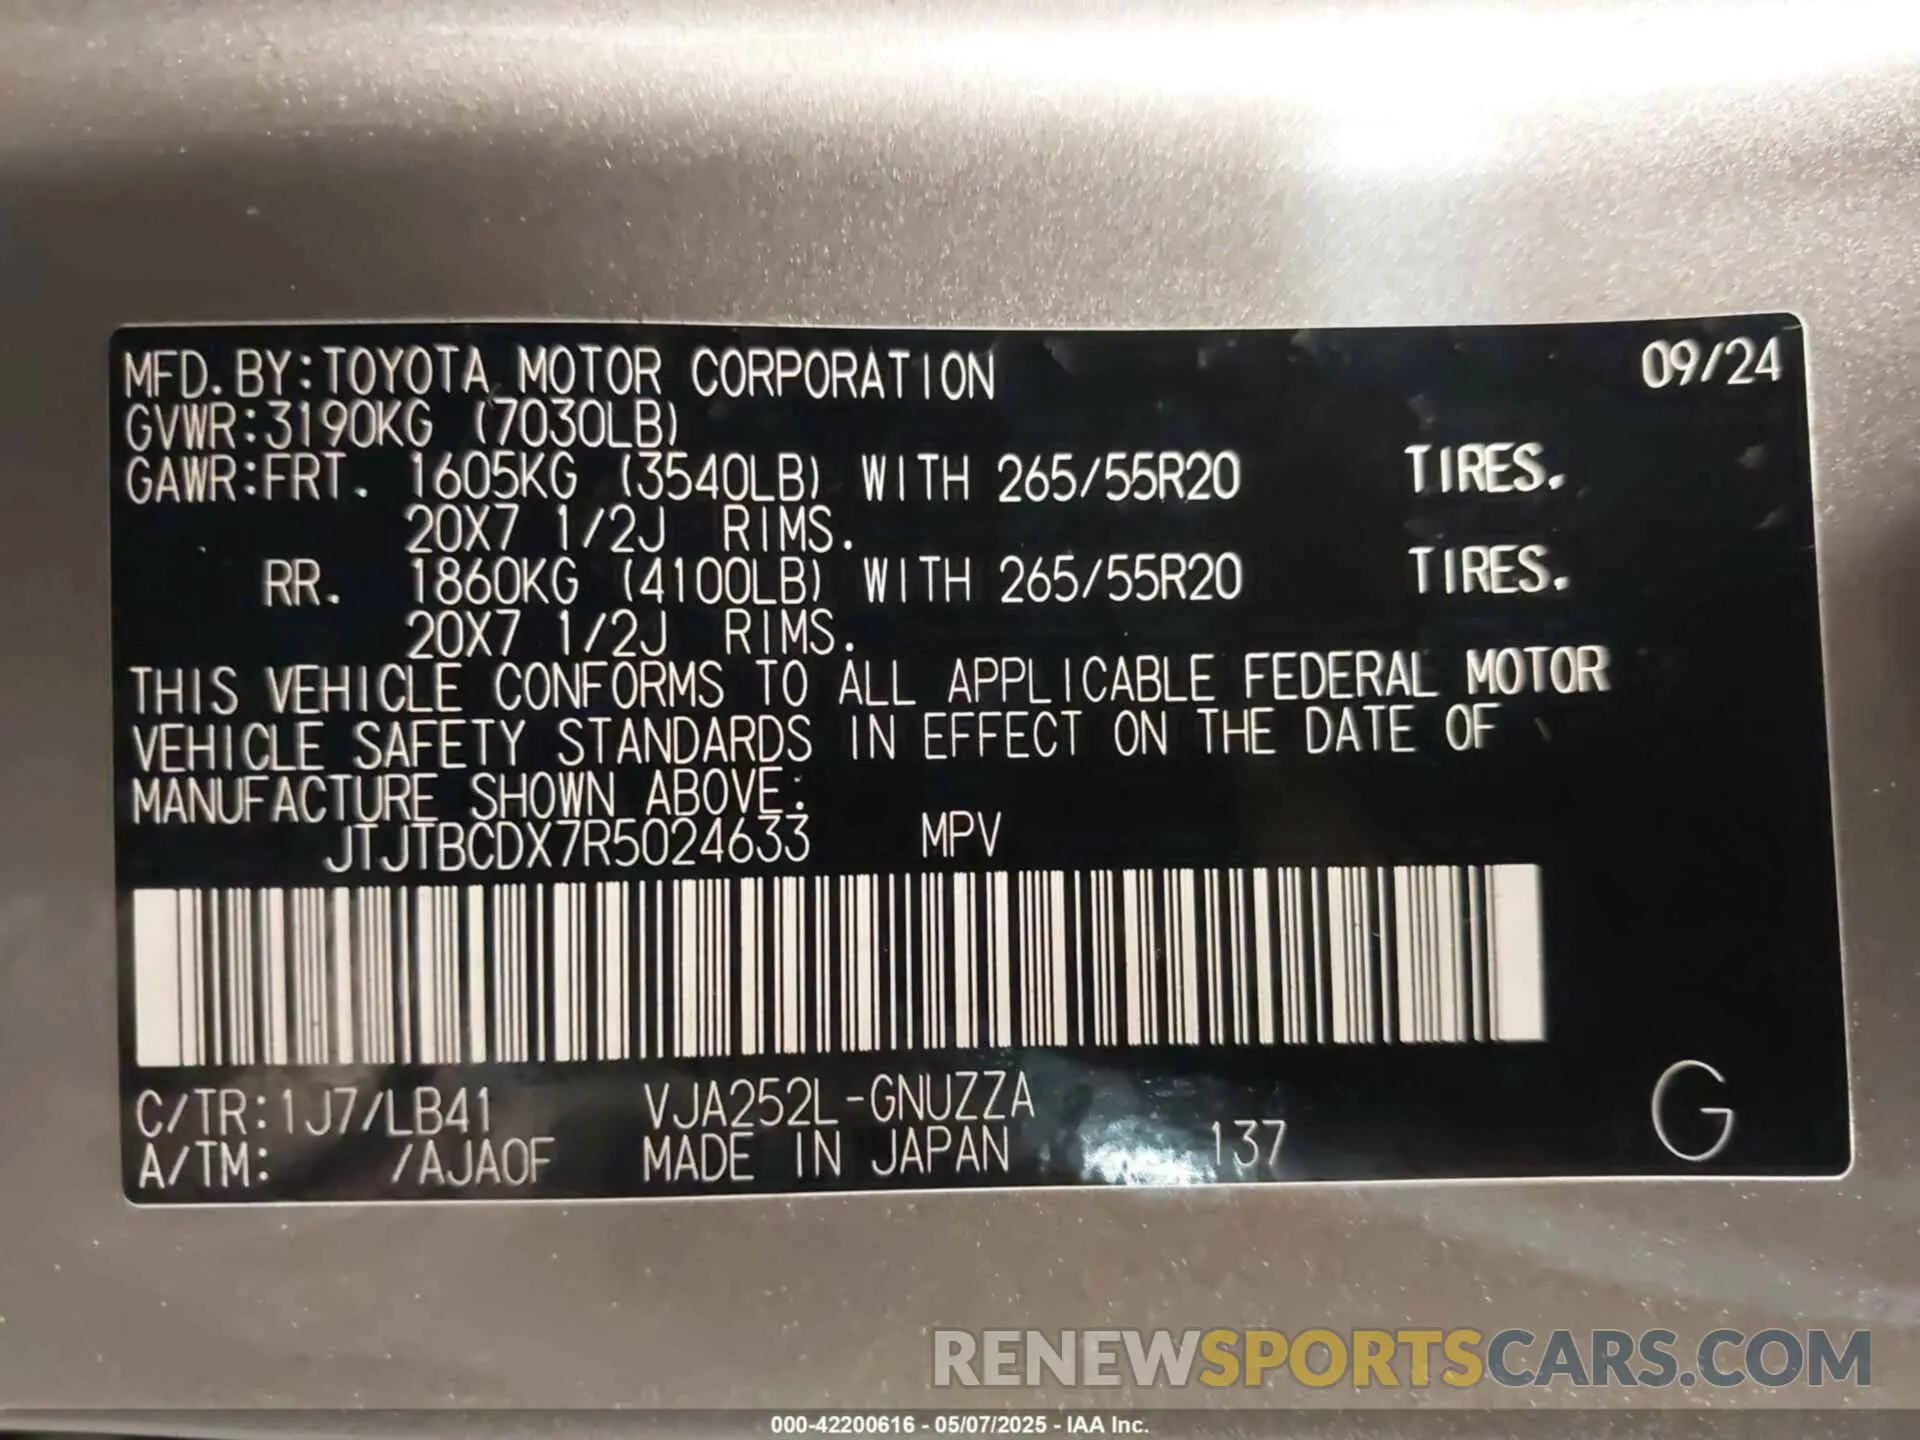 MFD.BY:TOYOTA MOTOR CORPORATION 09/24
GVWR:3190KG (7030LB)
GAWR:FRT. 1605KG (3540LB) WITH 265/55R20 TIRES.
20X7 1/2J RIMS.
RR. 1860KG (4100LB) WITH 265/55R20 TIRES.
20X7 1/2J RIMS.
THIS VEHICLE CONFORMS TO ALL APPLICABLE FEDERAL MOTOR
VEHICLE SAFETY STANDARDS IN EFFECT ON THE DATE OF
MANUFACTURE SHOWN ABOVE.
JTJTBCDX7R5024633 MPV
C/TR:1J7/LB41 VJA252L-GNUZZA
A/TM: /AJA0F MADE IN JAPAN 137 G
RENEWSPORTSCARS.COM
000-42200616 - 05/07/2025 - IAA Inc.